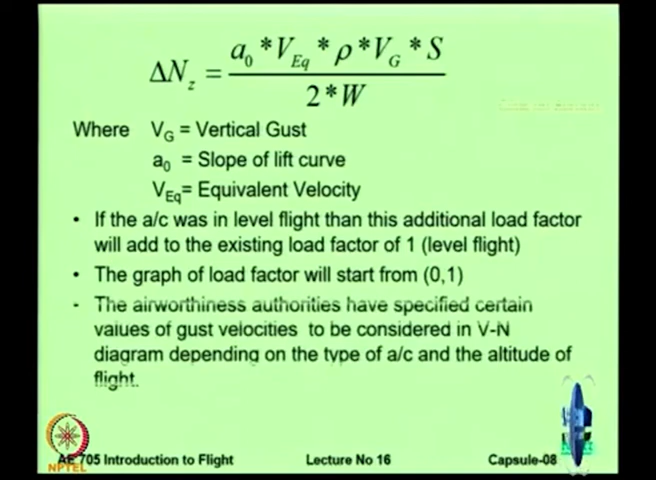 ΔN_z = (a_0 * V_Eq * ρ * V_G * S) / (2 * W)
Where V_G = Vertical Gust
a_0 = Slope of lift curve
V_Eq = Equivalent Velocity
• If the a/c was in level flight than this additional load factor
will add to the existing load factor of 1 (level flight)
• The graph of load factor will start from (0,1)
• The airworthiness authorities have specified certain
values of gust velocities to be considered in V-N
diagram depending on the type of a/c and the altitude of
flight.
NPTEL
AE 705 Introduction to Flight Lecture No 16 Capsule-08